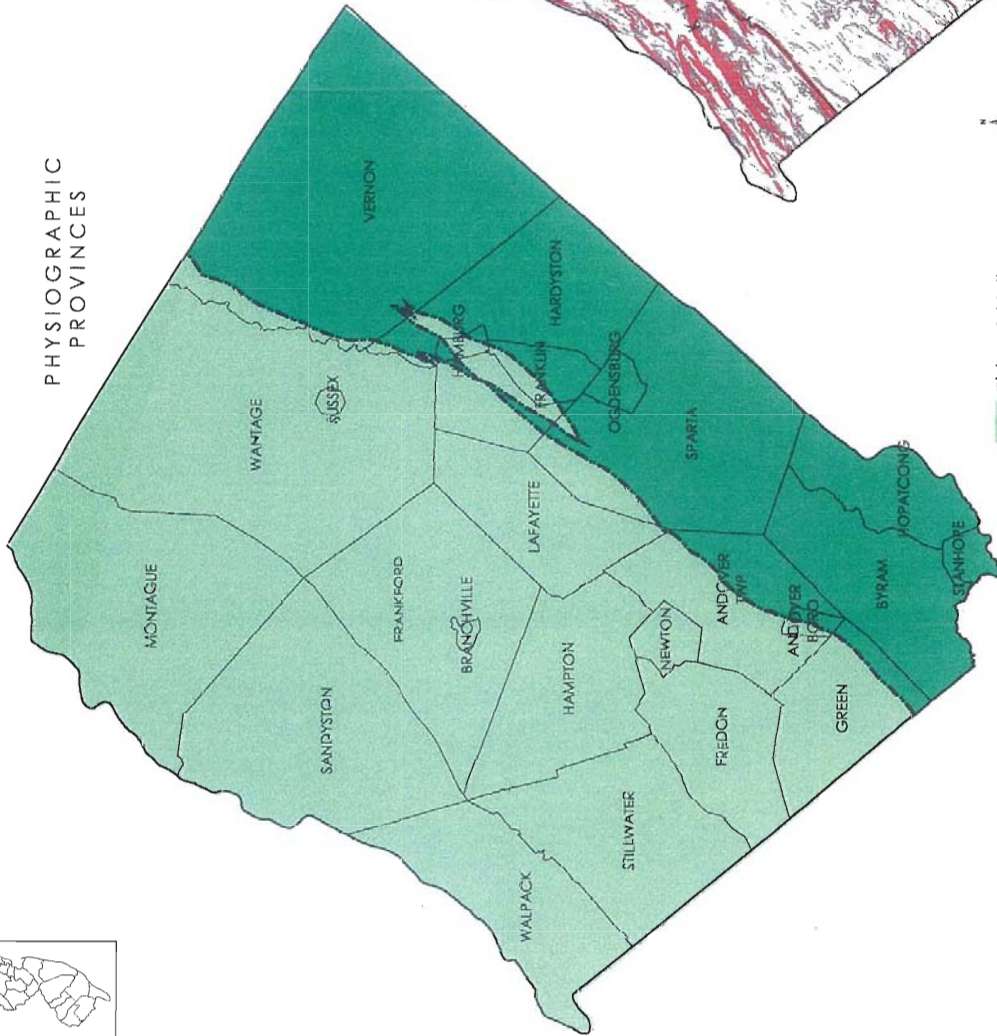 PHYSIOGRAPHIC
PROVINCES
VERNON
WANTAGE
SUSSEX
MONTAGUE
HAMBURG
HARDYSTON
FRANKLIN
OGDENSBURG
LAFAYETTE
FRANKFORD
BRANCHVILLE
SANDYSTON
SPARTA
HAMPTON
NEWTON
ANDOVER
TWP
ANDOVER
BORO
HOPATCONG
BYRAM
STANHOPE
FREDON
GREEN
STILLWATER
WALPACK
N